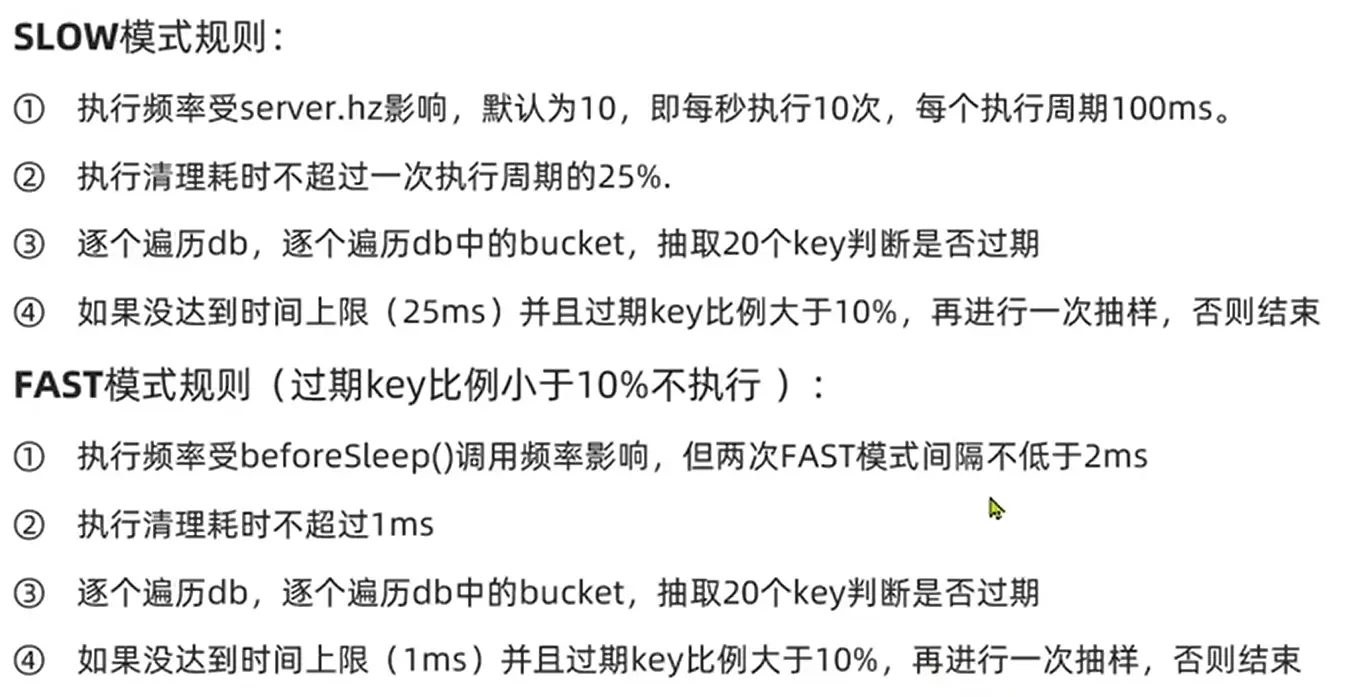 SLOW模式规则：
① 执行频率受server.hz影响，默认为10，即每秒执行10次，每个执行周期100ms。
② 执行清理耗时不超过一次执行周期的25%.
③ 逐个遍历db，逐个遍历db中的bucket，抽取20个key判断是否过期
④ 如果没达到时间上限（25ms）并且过期key比例大于10%，再进行一次抽样，否则结束
FAST模式规则（过期key比例小于10%不执行 ）：
① 执行频率受beforeSleep()调用频率影响，但两次FAST模式间隔不低于2ms
② 执行清理耗时不超过1ms
③ 逐个遍历db，逐个遍历db中的bucket，抽取20个key判断是否过期
④ 如果没达到时间上限（1ms）并且过期key比例大于10%，再进行一次抽样，否则结束